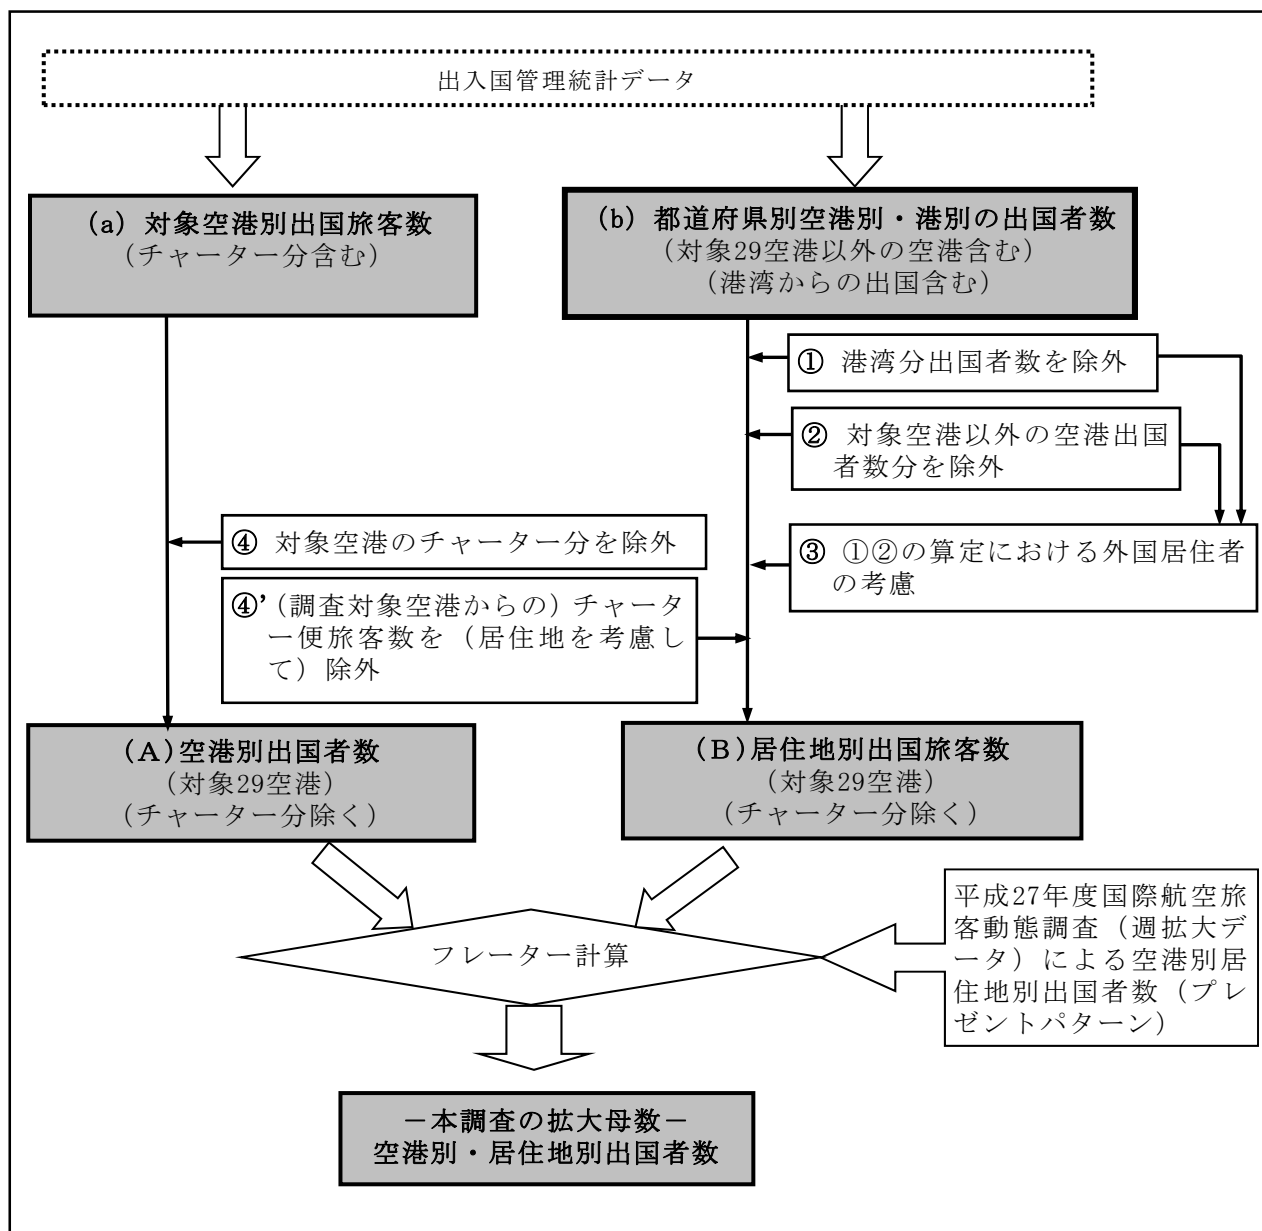 出入国管理統計データ
(a) 対象空港別出国旅客数
（チャーター分含む）
(b) 都道府県別空港別・港別の出国者数
（対象29空港以外の空港含む）
（港湾からの出国含む）
① 港湾分出国者数を除外
② 対象空港以外の空港出国
者数分を除外
③ ①②の算定における外国居住者
の考慮
④ 対象空港のチャーター分を除外
④’（調査対象空港からの）チャータ
ー便旅客数を（居住地を考慮し
て）除外
(A)空港別出国者数
（対象29空港）
（チャーター分除く）
(B)居住地別出国旅客数
（対象29空港）
（チャーター分除く）
フレーター計算
平成27年度国際航空旅
客動態調査（週拡大デ
ータ）による空港別居
住地別出国者数（プレ
ゼントパターン）
－本調査の拡大母数－
空港別・居住地別出国者数